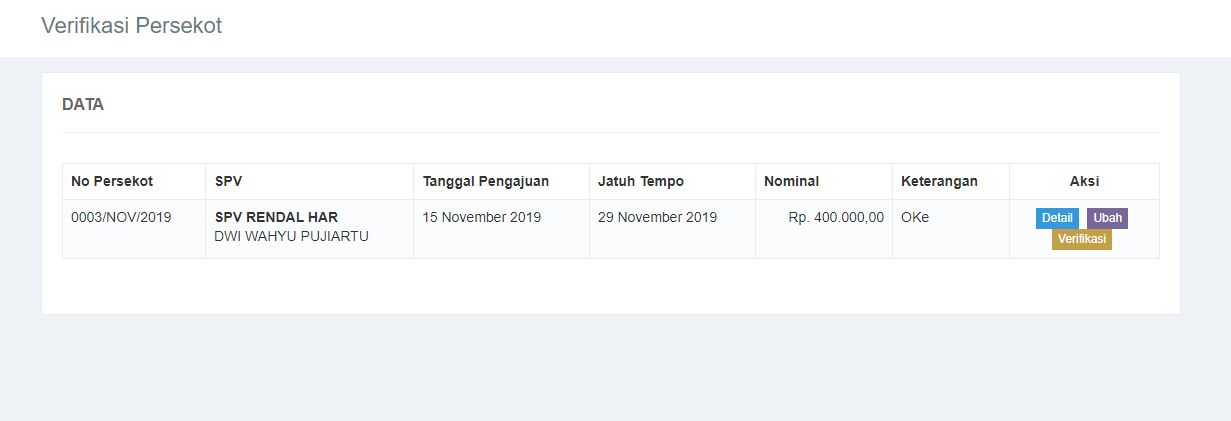 Verifikasi Persekot
DATA
No Persekot SPV Tanggal Pengajuan Jatuh Tempo Nominal Keterangan Aksi
0003/NOV/2019 SPV RENDAL HAR 15 November 2019 29 November 2019 Rp. 400.000,00 OKe Detail Ubah
DWI WAHYU PUJIARTU Verifikasi